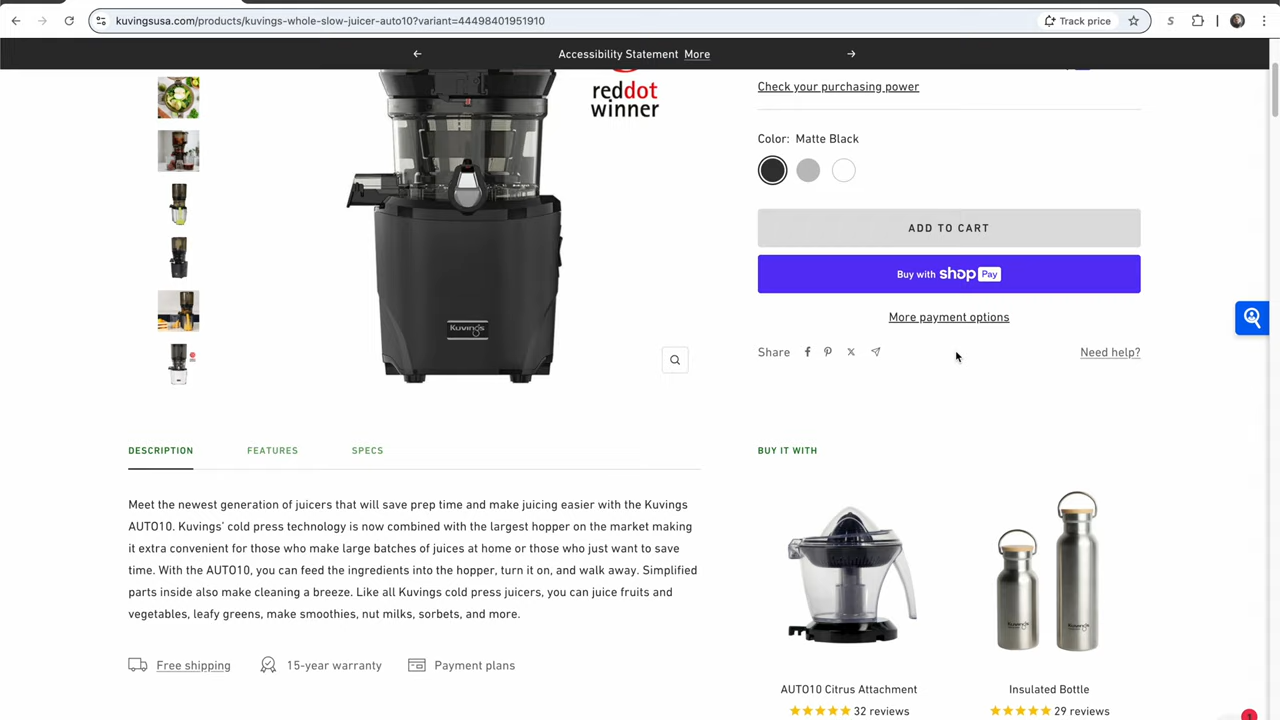 kuvingsusa.com/products/kuvings-whole-slow-juicer-auto10?variant=44498401951910
Track price
Accessibility Statement More
reddot
winner
Kuvings
Check your purchasing power
Color: Matte Black
ADD TO CART
Buy with shop Pay
More payment options
Share
Need help?
DESCRIPTION
FEATURES
SPECS
Meet the newest generation of juicers that will save prep time and make juicing easier with the Kuvings
AUTO10. Kuvings' cold press technology is now combined with the largest hopper on the market making
it extra convenient for those who make large batches of juices at home or those who just want to save
time. With the AUTO10, you can feed the ingredients into the hopper, turn it on, and walk away. Simplified
parts inside also make cleaning a breeze. Like all Kuvings cold press juicers, you can juice fruits and
vegetables, leafy greens, make smoothies, nut milks, sorbets, and more.
Free shipping
15-year warranty
Payment plans
BUY IT WITH
Kuvings
Kuvings
AUTO10 Citrus Attachment
32 reviews
Insulated Bottle
29 reviews
1